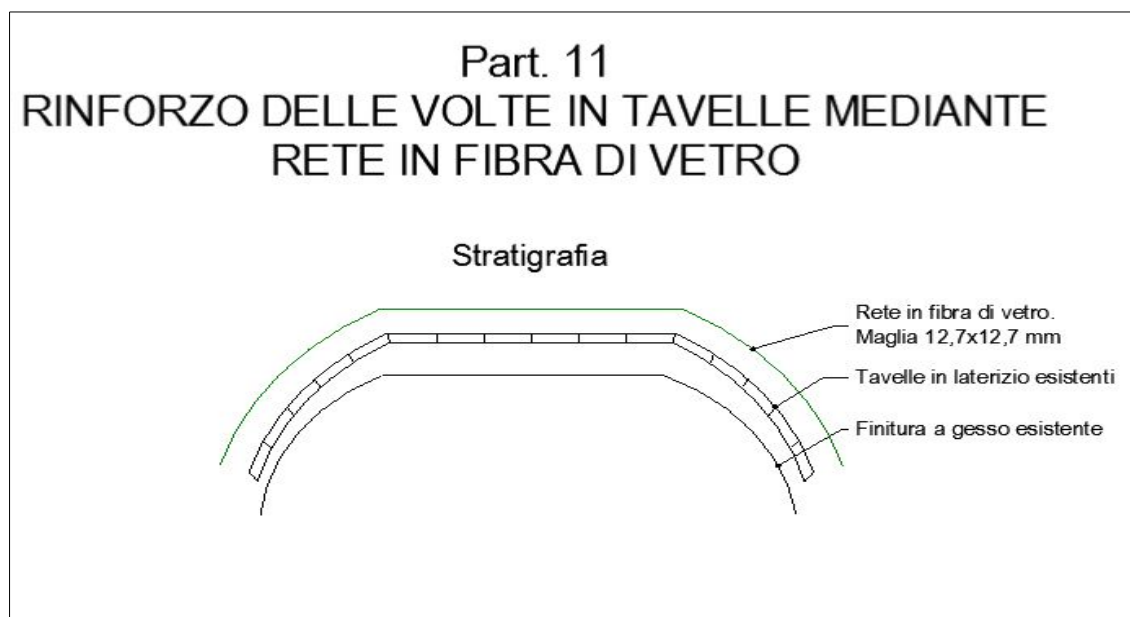 Part. 11
RINFORZO DELLE VOLTE IN TAVELLE MEDIANTE
RETE IN FIBRA DI VETRO
Stratigrafia
Rete in fibra di vetro.
Maglia 12,7x12,7 mm
Tavelle in laterizio esistenti
Finitura a gesso esistente